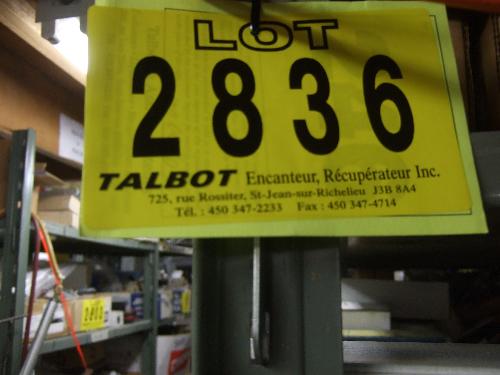 LOT
2836
TALBOT Encanteur, Récupérateur Inc.
725, rue Rossiter, St-Jean-sur-Richelieu J3B 8A4
Tél. : 450 347-2233 Fax : 450 347-4714